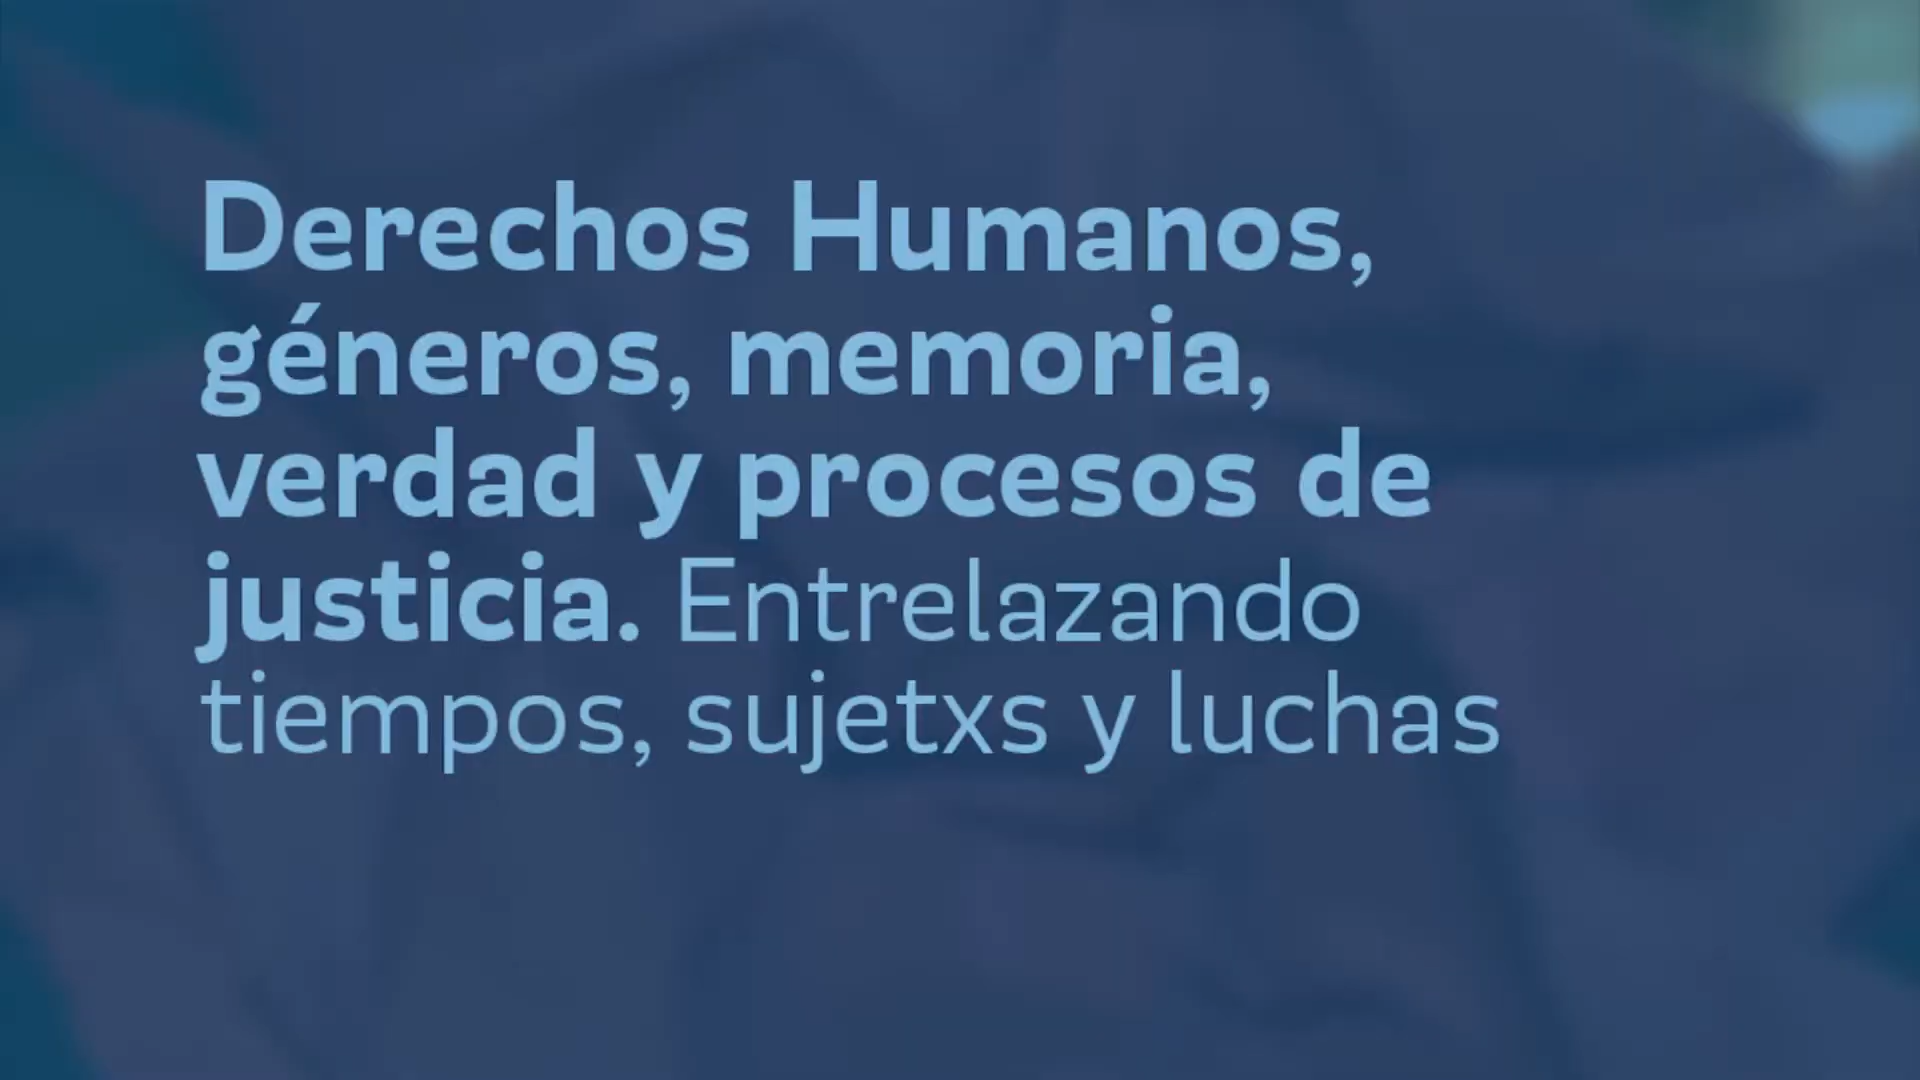 Derechos Humanos,
géneros, memoria,
verdad y procesos de
justicia. Entrelazando
tiempos, sujetxs y luchas